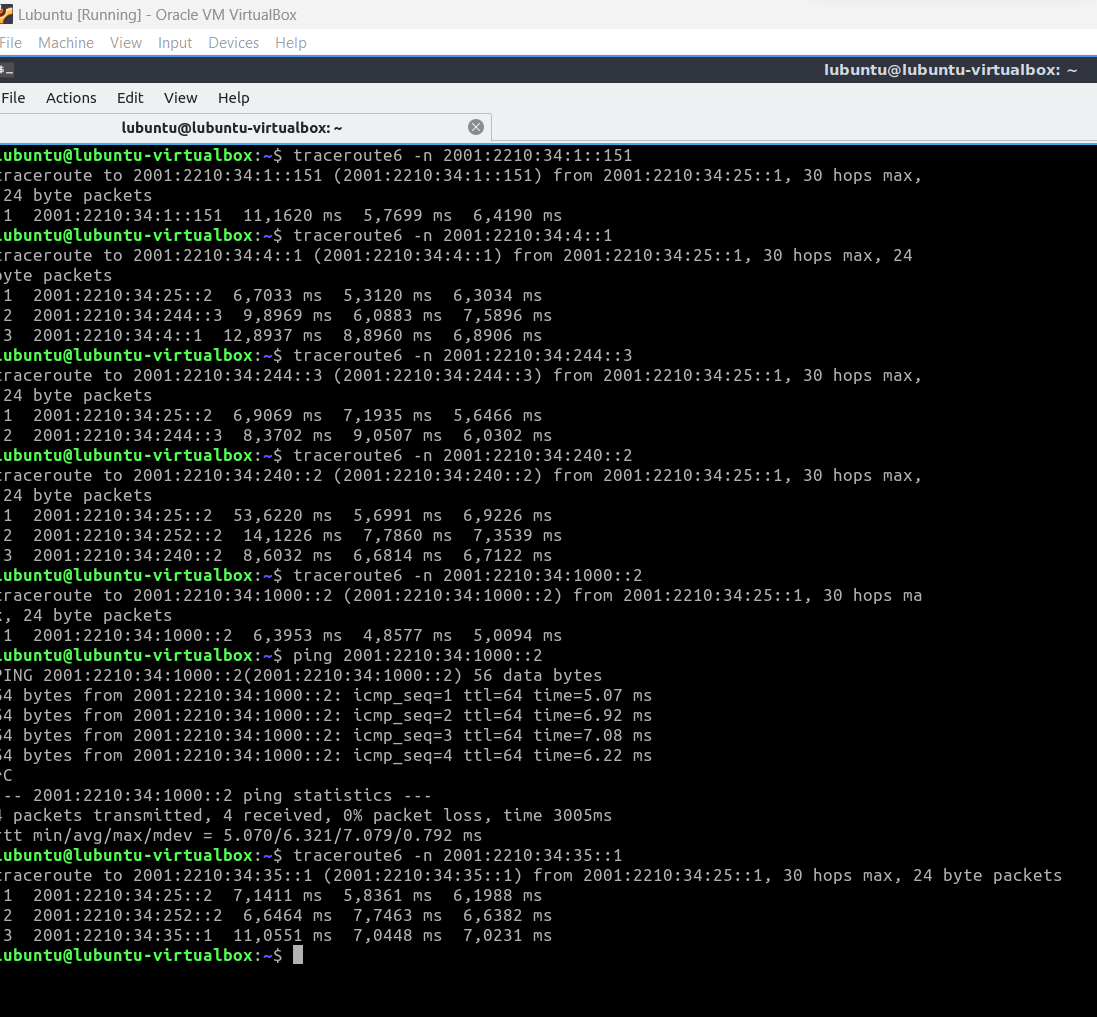 Lubuntu [Running] - Oracle VM VirtualBox
File Machine View Input Devices Help
lubuntu@lubuntu-virtualbox: ~
File Actions Edit View Help
lubuntu@lubuntu-virtualbox: ~
lubuntu@lubuntu-virtualbox:~$ traceroute6 -n 2001:2210:34:1::151
traceroute to 2001:2210:34:1::151 (2001:2210:34:1::151) from 2001:2210:34:25::1, 30 hops max,
24 byte packets
1 2001:2210:34:1::151 11,1620 ms 5,7699 ms 6,4190 ms
lubuntu@lubuntu-virtualbox:~$ traceroute6 -n 2001:2210:34:4::1
traceroute to 2001:2210:34:4::1 (2001:2210:34:4::1) from 2001:2210:34:25::1, 30 hops max, 24
byte packets
1 2001:2210:34:25::2 6,7033 ms 5,3120 ms 6,3034 ms
2 2001:2210:34:244::3 9,8969 ms 6,0883 ms 7,5896 ms
3 2001:2210:34:4::1 12,8937 ms 8,8960 ms 6,8906 ms
lubuntu@lubuntu-virtualbox:~$ traceroute6 -n 2001:2210:34:244::3
traceroute to 2001:2210:34:244::3 (2001:2210:34:244::3) from 2001:2210:34:25::1, 30 hops max,
24 byte packets
1 2001:2210:34:25::2 6,9069 ms 7,1935 ms 5,6466 ms
2 2001:2210:34:244::3 8,3702 ms 9,0507 ms 6,0302 ms
lubuntu@lubuntu-virtualbox:~$ traceroute6 -n 2001:2210:34:240::2
traceroute to 2001:2210:34:240::2 (2001:2210:34:240::2) from 2001:2210:34:25::1, 30 hops max,
24 byte packets
1 2001:2210:34:25::2 53,6220 ms 5,6991 ms 6,9226 ms
2 2001:2210:34:252::2 14,1226 ms 7,7860 ms 7,3539 ms
3 2001:2210:34:240::2 8,6032 ms 6,6814 ms 6,7122 ms
lubuntu@lubuntu-virtualbox:~$ traceroute6 -n 2001:2210:34:1000::2
traceroute to 2001:2210:34:1000::2 (2001:2210:34:1000::2) from 2001:2210:34:25::1, 30 hops ma
x, 24 byte packets
1 2001:2210:34:1000::2 6,3953 ms 4,8577 ms 5,0094 ms
lubuntu@lubuntu-virtualbox:~$ ping 2001:2210:34:1000::2
PING 2001:2210:34:1000::2(2001:2210:34:1000::2) 56 data bytes
64 bytes from 2001:2210:34:1000::2: icmp_seq=1 ttl=64 time=5.07 ms
64 bytes from 2001:2210:34:1000::2: icmp_seq=2 ttl=64 time=6.92 ms
64 bytes from 2001:2210:34:1000::2: icmp_seq=3 ttl=64 time=7.08 ms
64 bytes from 2001:2210:34:1000::2: icmp_seq=4 ttl=64 time=6.22 ms
^C
--- 2001:2210:34:1000::2 ping statistics ---
4 packets transmitted, 4 received, 0% packet loss, time 3005ms
rtt min/avg/max/mdev = 5.070/6.321/7.079/0.792 ms
lubuntu@lubuntu-virtualbox:~$ traceroute6 -n 2001:2210:34:35::1
traceroute to 2001:2210:34:35::1 (2001:2210:34:35::1) from 2001:2210:34:25::1, 30 hops max, 24 byte packets
1 2001:2210:34:25::2 7,1411 ms 5,8361 ms 6,1988 ms
2 2001:2210:34:252::2 6,6464 ms 7,7463 ms 6,6382 ms
3 2001:2210:34:35::1 11,0551 ms 7,0448 ms 7,0231 ms
lubuntu@lubuntu-virtualbox:~$